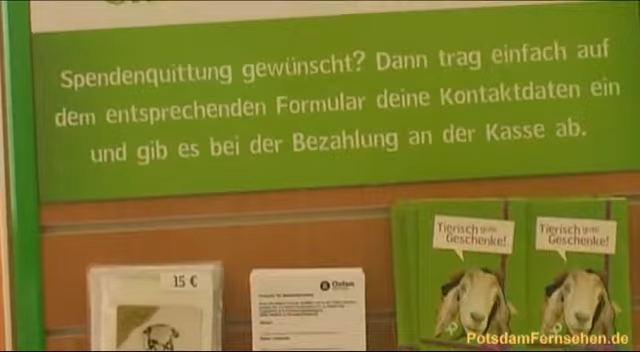 Spendenquittung gewünscht? Dann trag einfach auf
dem entsprechenden Formular deine Kontaktdaten ein
und gib es bei der Bezahlung an der Kasse ab.
Tierisch gute
Geschenke!
Tierisch gute
Geschenke!
15 €
Oxfam
PotsdamFernsehen.de